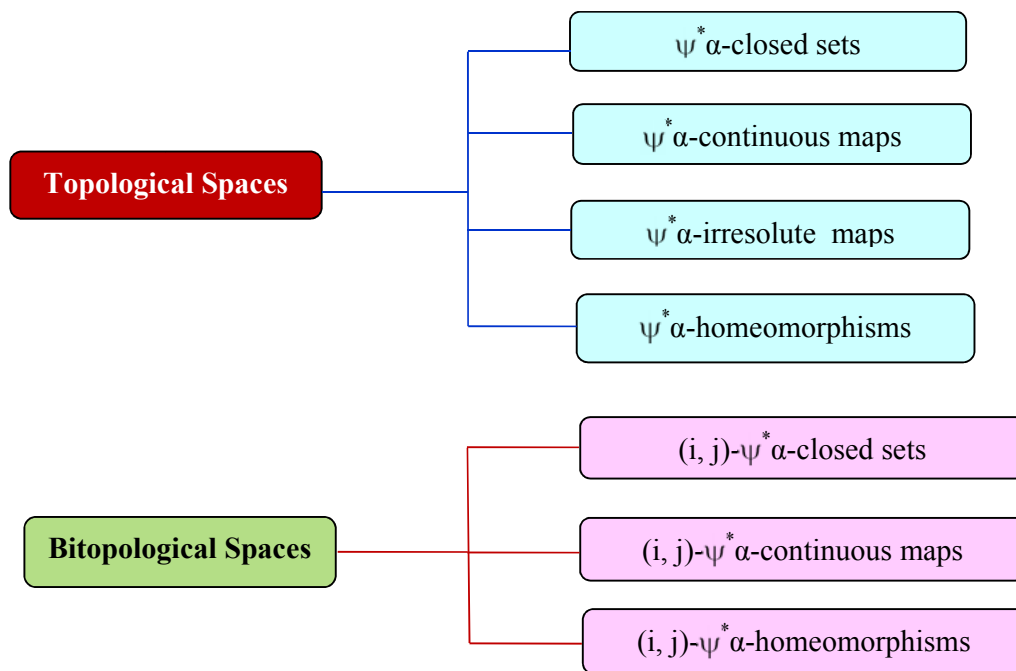 ψ*α-closed sets
ψ*α-continuous maps
Topological Spaces
ψ*α-irresolute maps
ψ*α-homeomorphisms
(i, j)-ψ*α-closed sets
Bitopological Spaces
(i, j)-ψ*α-continuous maps
(i, j)-ψ*α-homeomorphisms